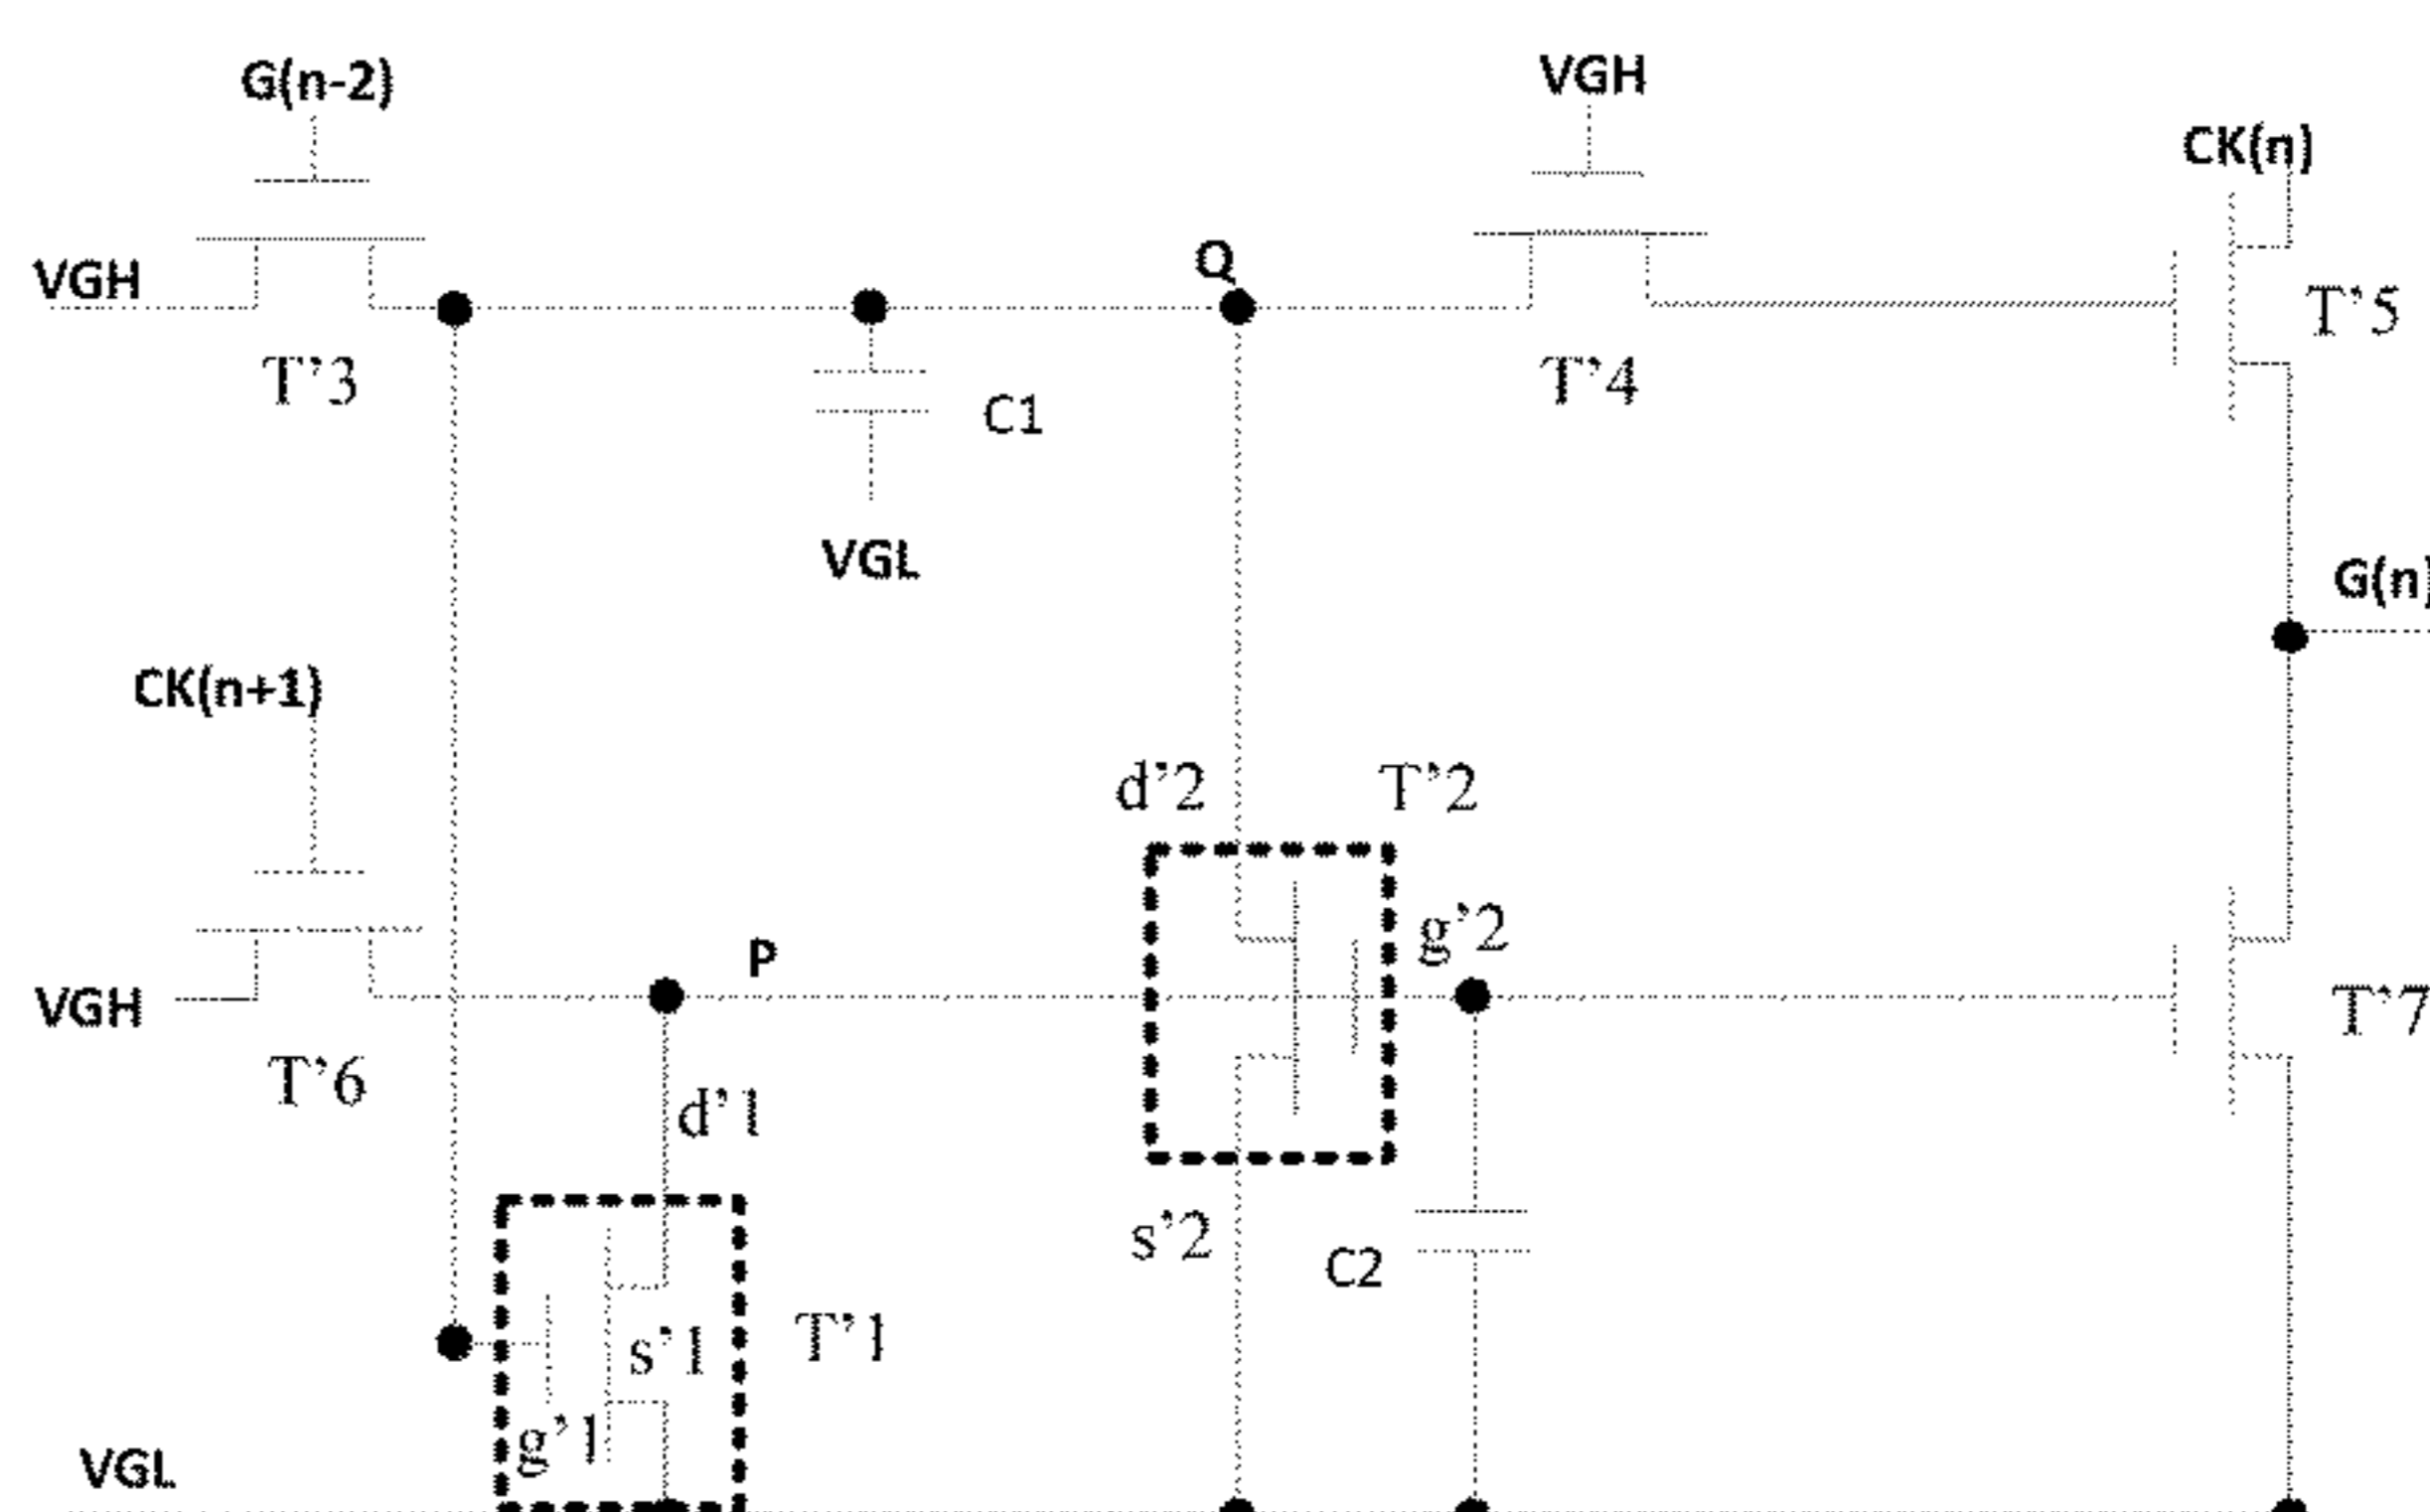 G(n-2)
VGH
CK(n)
VGH
Q
T'5
T'3
T'4
C1
VGL
G(n)
CK(n+1)
d'2
T'2
g'2
P
VGH
T'7
T'6
d'1
s'2
C2
s'1
T'1
g'1
VGL